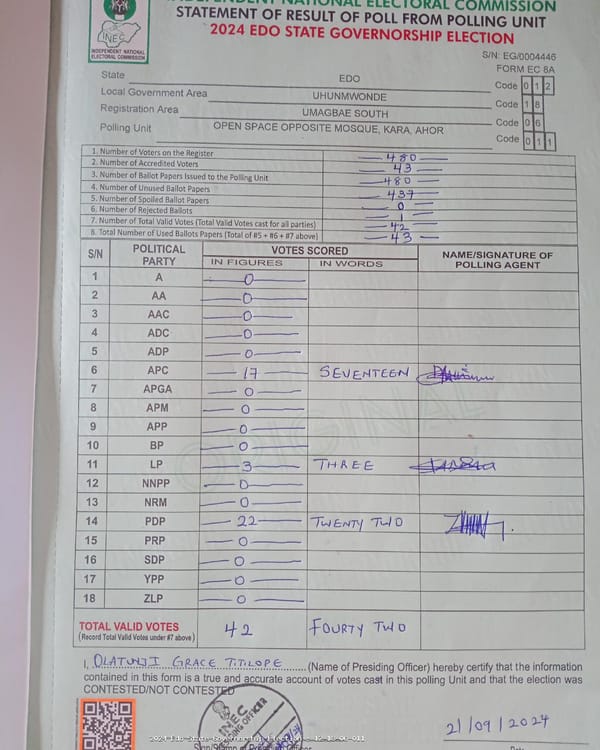 INDEPENDENT NATIONAL ELECTORAL COMMISSION
STATEMENT OF RESULT OF POLL FROM POLLING UNIT
2024 EDO STATE GOVERNORSHIP ELECTION
INEC
INDEPENDENT NATIONAL
ELECTORAL COMMISSION
S/N: EG/0004446
FORM EC 8A
State EDO Code 0 1 2
Local Government Area UHUNMWONDE Code 1 8
Registration Area UMAGBAE SOUTH Code 0 6
Polling Unit OPEN SPACE OPPOSITE MOSQUE, KARA, AHOR Code 0 1 1
1. Number of Voters on the Register 480
2. Number of Accredited Voters 43
3. Number of Ballot Papers Issued to the Polling Unit 480
4. Number of Unused Ballot Papers 437
5. Number of Spoiled Ballot Papers 0
6. Number of Rejected Ballots 1
7. Number of Total Valid Votes (Total Valid Votes cast for all parties) 42
8. Total Number of Used Ballots Papers (Total of #5 + #6 + #7 above) 43
S/N POLITICAL PARTY VOTES SCORED NAME/SIGNATURE OF POLLING AGENT
IN FIGURES IN WORDS
1 A 0
2 AA 0
3 AAC 0
4 ADC 0
5 ADP 0
6 APC 17 SEVENTEEN
7 APGA 0
8 APM 0
9 APP 0
10 BP 0
11 LP 3 THREE
12 NNPP 0
13 NRM 0
14 PDP 22 TWENTY TWO
15 PRP 0
16 SDP 0
17 YPP 0
18 ZLP 0
ORIGINAL
TOTAL VALID VOTES 42 FOURTY TWO
(Record Total Valid Votes under #7 above)
I, OLATUNJI GRACE TITILOPE (Name of Presiding Officer) hereby certify that the information
contained in this form is a true and accurate account of votes cast in this polling Unit and that the election was
CONTESTED/NOT CONTESTED
INEC
21/09/2024